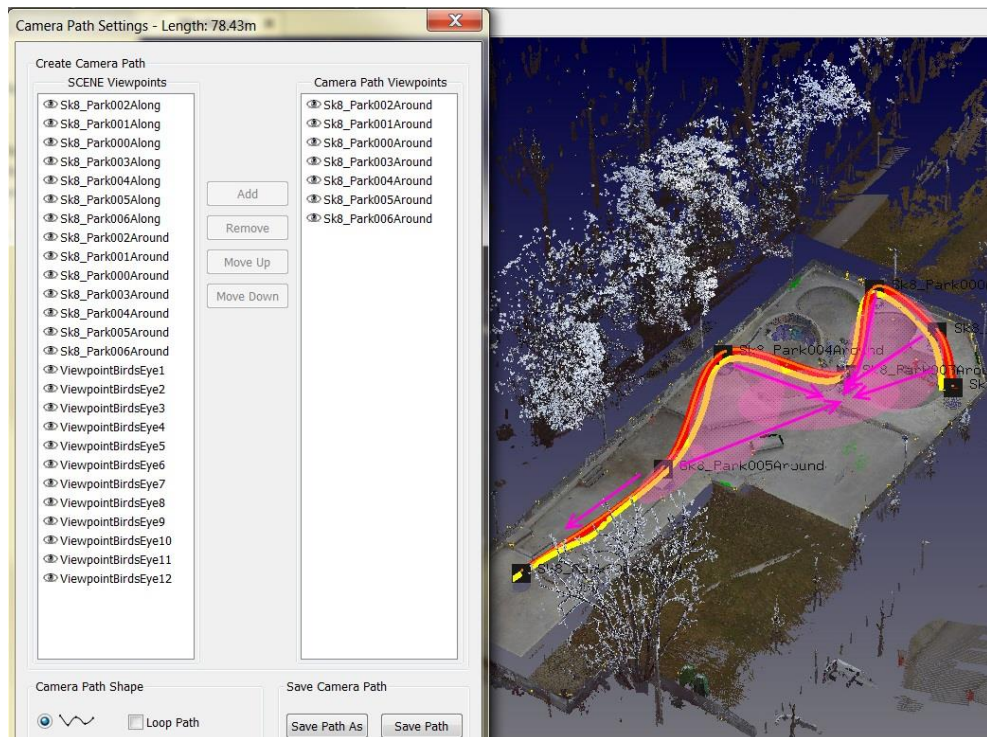 Camera Path Settings - Length: 78.43m
Create Camera Path
SCENE Viewpoints
Sk8_Park002Along
Sk8_Park001Along
Sk8_Park000Along
Sk8_Park003Along
Sk8_Park004Along
Sk8_Park005Along
Sk8_Park006Along
Sk8_Park002Around
Sk8_Park001Around
Sk8_Park000Around
Sk8_Park003Around
Sk8_Park004Around
Sk8_Park005Around
Sk8_Park006Around
ViewpointBirdsEye1
ViewpointBirdsEye2
ViewpointBirdsEye3
ViewpointBirdsEye4
ViewpointBirdsEye5
ViewpointBirdsEye6
ViewpointBirdsEye7
ViewpointBirdsEye8
ViewpointBirdsEye9
ViewpointBirdsEye10
ViewpointBirdsEye11
ViewpointBirdsEye12
Add
Remove
Move Up
Move Down
Camera Path Viewpoints
Sk8_Park002Around
Sk8_Park001Around
Sk8_Park000Around
Sk8_Park003Around
Sk8_Park004Around
Sk8_Park005Around
Sk8_Park006Around
Camera Path Shape
Loop Path
Save Camera Path
Save Path As
Save Path
Sk8_Park000
Sk8_Park004Around
Sk8_Park005Around